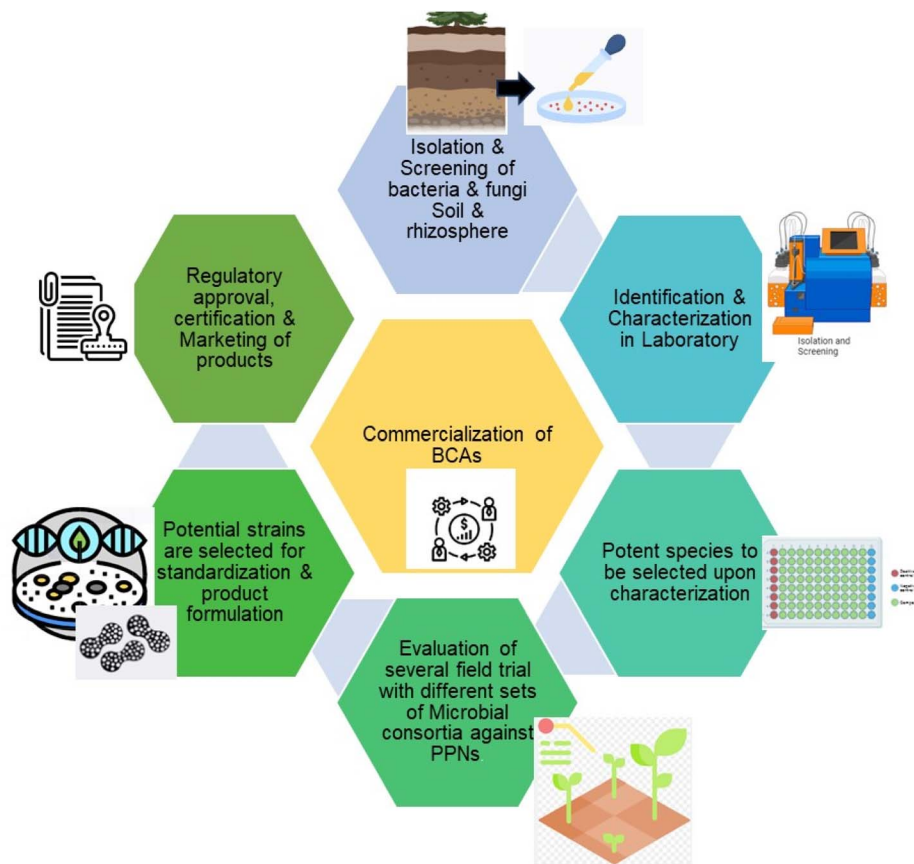 Isolation &
Screening of
bacteria & fungi
Soil &
rhizosphere
Identification &
Characterization
in Laboratory
Isolation and
Screening
Potent species to
be selected upon
characterization
Evaluation of
several field trial
with different sets
of Microbial
consortia against
PPNs
Potential strains
are selected for
standardization &
product
formulation
Regulatory
approval,
certification &
Marketing of
products
Commercialization of
BCAs
$